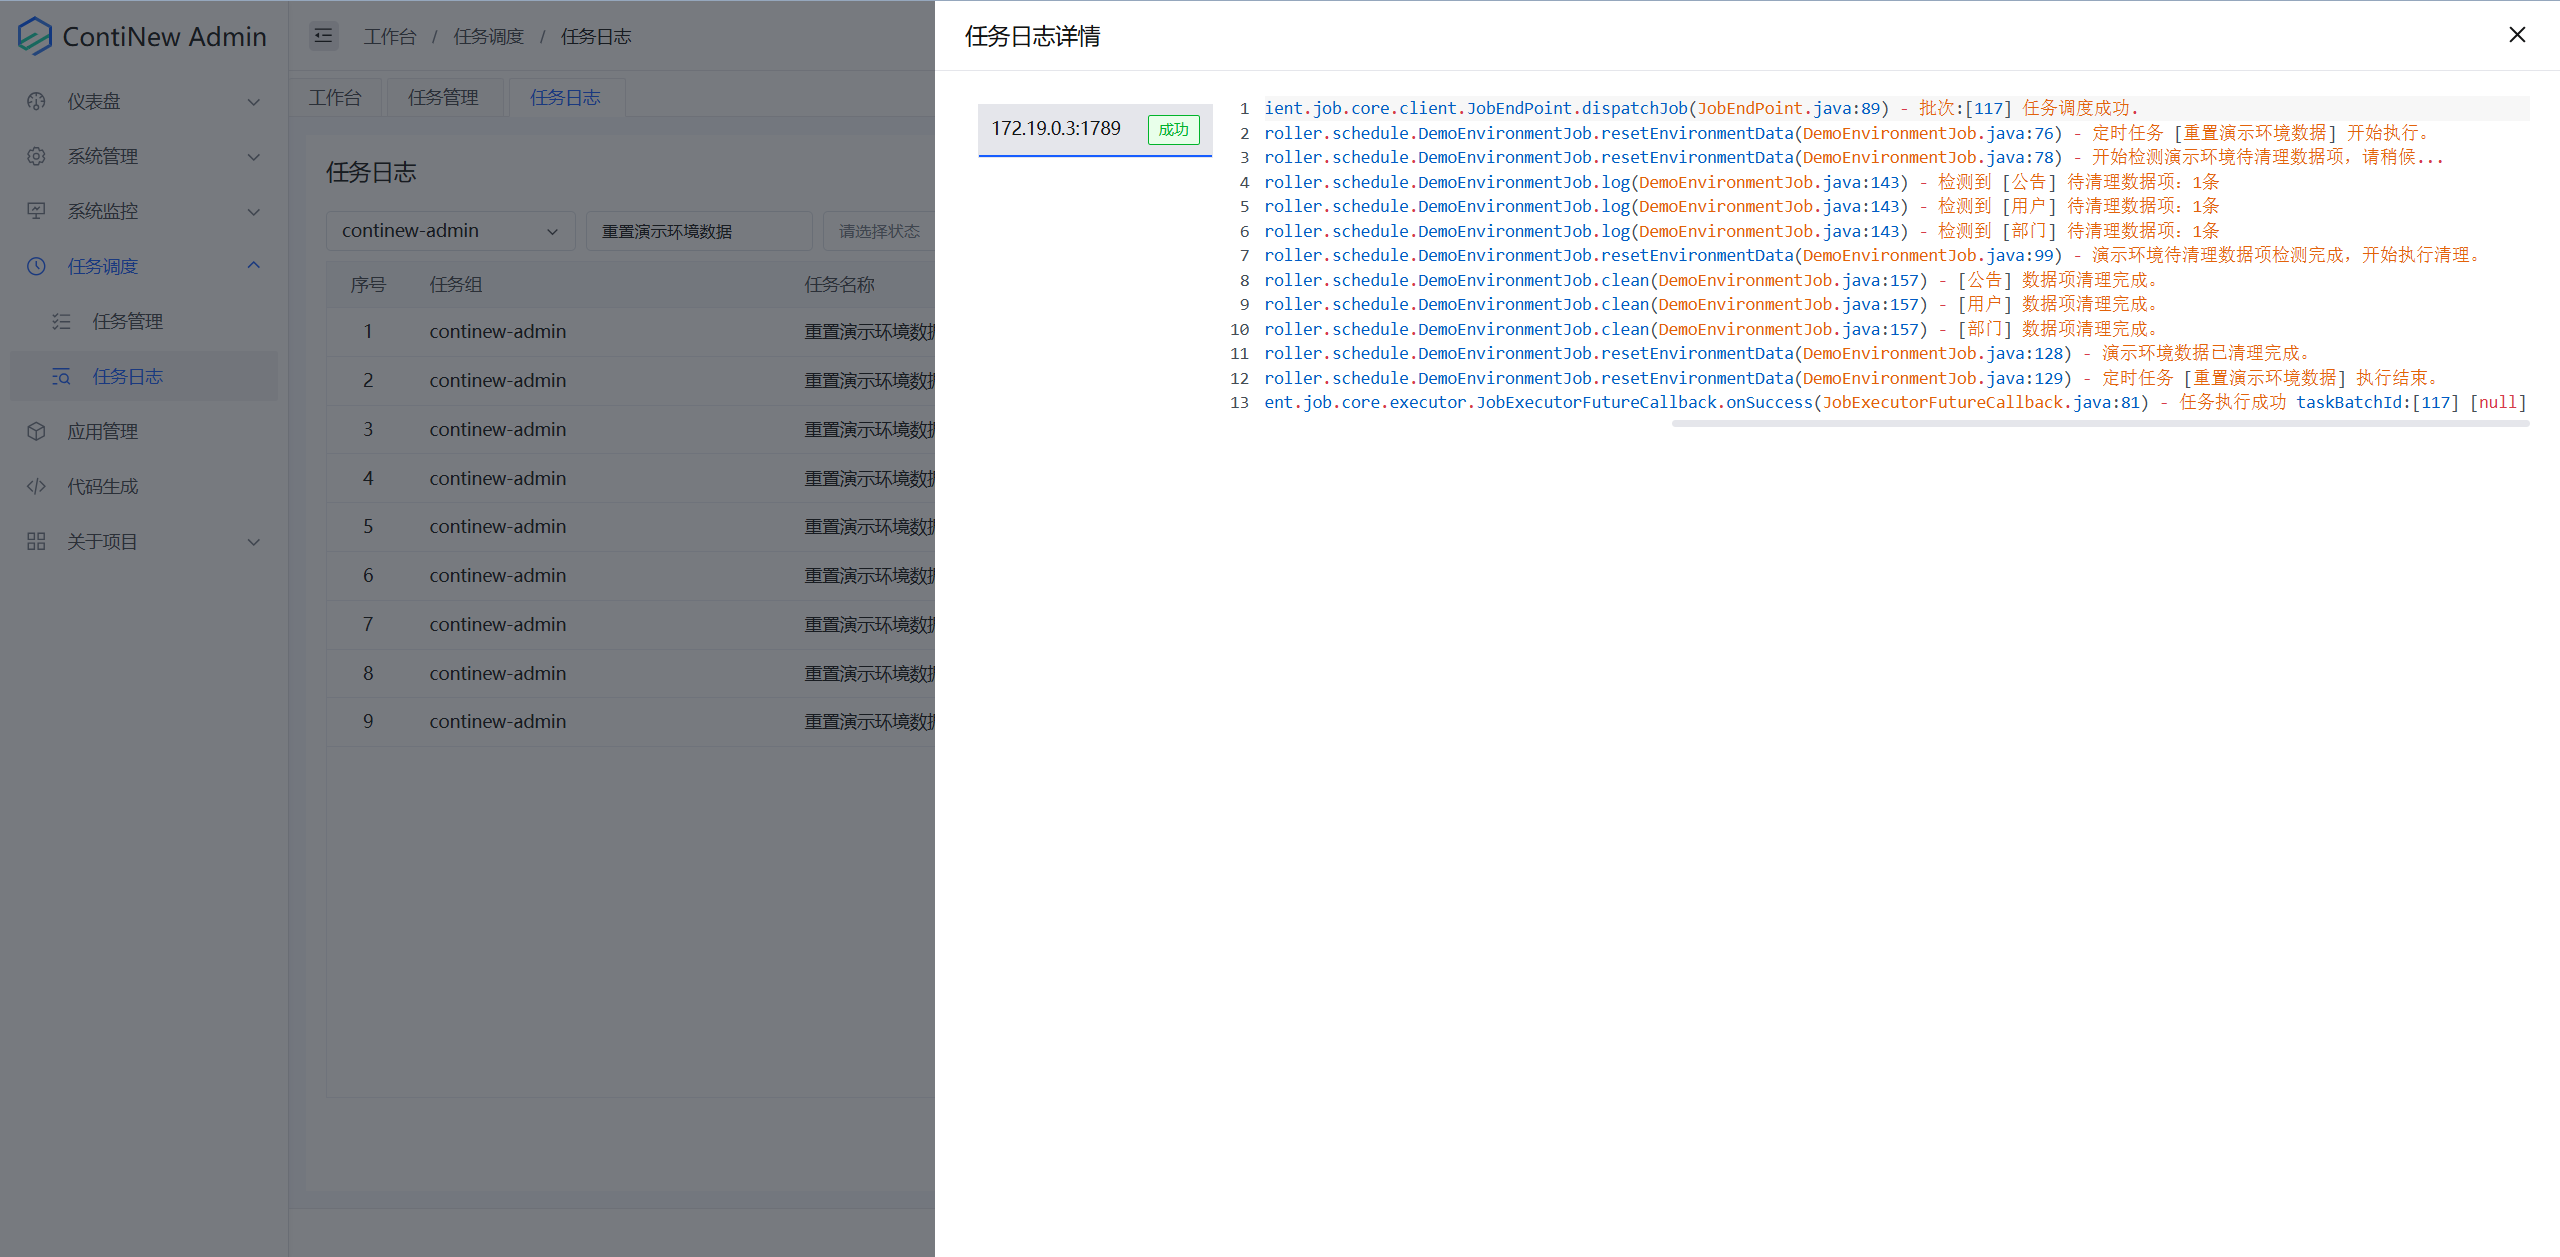 ContiNew Admin
仪表盘
系统管理
系统监控
任务调度
任务管理
任务日志
应用管理
代码生成
关于项目
工作台 / 任务调度 / 任务日志
工作台 任务管理 任务日志
任务日志
continew-admin 重置演示环境数据 请选择状态
序号 任务组 任务名称
1 continew-admin 重置演示环境数据
2 continew-admin 重置演示环境数据
3 continew-admin 重置演示环境数据
4 continew-admin 重置演示环境数据
5 continew-admin 重置演示环境数据
6 continew-admin 重置演示环境数据
7 continew-admin 重置演示环境数据
8 continew-admin 重置演示环境数据
9 continew-admin 重置演示环境数据
任务日志详情
172.19.0.3:1789 成功
1 ient.job.core.client.JobEndPoint.dispatchJob(JobEndPoint.java:89) - 批次:[117] 任务调度成功.
2 roller.schedule.DemoEnvironmentJob.resetEnvironmentData(DemoEnvironmentJob.java:76) - 定时任务 [重置演示环境数据] 开始执行。
3 roller.schedule.DemoEnvironmentJob.resetEnvironmentData(DemoEnvironmentJob.java:78) - 开始检测演示环境待清理数据项，请稍候...
4 roller.schedule.DemoEnvironmentJob.log(DemoEnvironmentJob.java:143) - 检测到 [公告] 待清理数据项：1条
5 roller.schedule.DemoEnvironmentJob.log(DemoEnvironmentJob.java:143) - 检测到 [用户] 待清理数据项：1条
6 roller.schedule.DemoEnvironmentJob.log(DemoEnvironmentJob.java:143) - 检测到 [部门] 待清理数据项：1条
7 roller.schedule.DemoEnvironmentJob.resetEnvironmentData(DemoEnvironmentJob.java:99) - 演示环境待清理数据项检测完成，开始执行清理。
8 roller.schedule.DemoEnvironmentJob.clean(DemoEnvironmentJob.java:157) - [公告] 数据项清理完成。
9 roller.schedule.DemoEnvironmentJob.clean(DemoEnvironmentJob.java:157) - [用户] 数据项清理完成。
10 roller.schedule.DemoEnvironmentJob.clean(DemoEnvironmentJob.java:157) - [部门] 数据项清理完成。
11 roller.schedule.DemoEnvironmentJob.resetEnvironmentData(DemoEnvironmentJob.java:128) - 演示环境数据已清理完成。
12 roller.schedule.DemoEnvironmentJob.resetEnvironmentData(DemoEnvironmentJob.java:129) - 定时任务 [重置演示环境数据] 执行结束。
13 ent.job.core.executor.JobExecutorFutureCallback.onSuccess(JobExecutorFutureCallback.java:81) - 任务执行成功 taskBatchId:[117] [null]